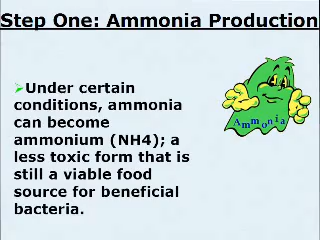 Step One: Ammonia Production
Under certain
conditions, ammonia
can become
ammonium (NH4); a
less toxic form that is
still a viable food
source for beneficial
bacteria.
Ammonia